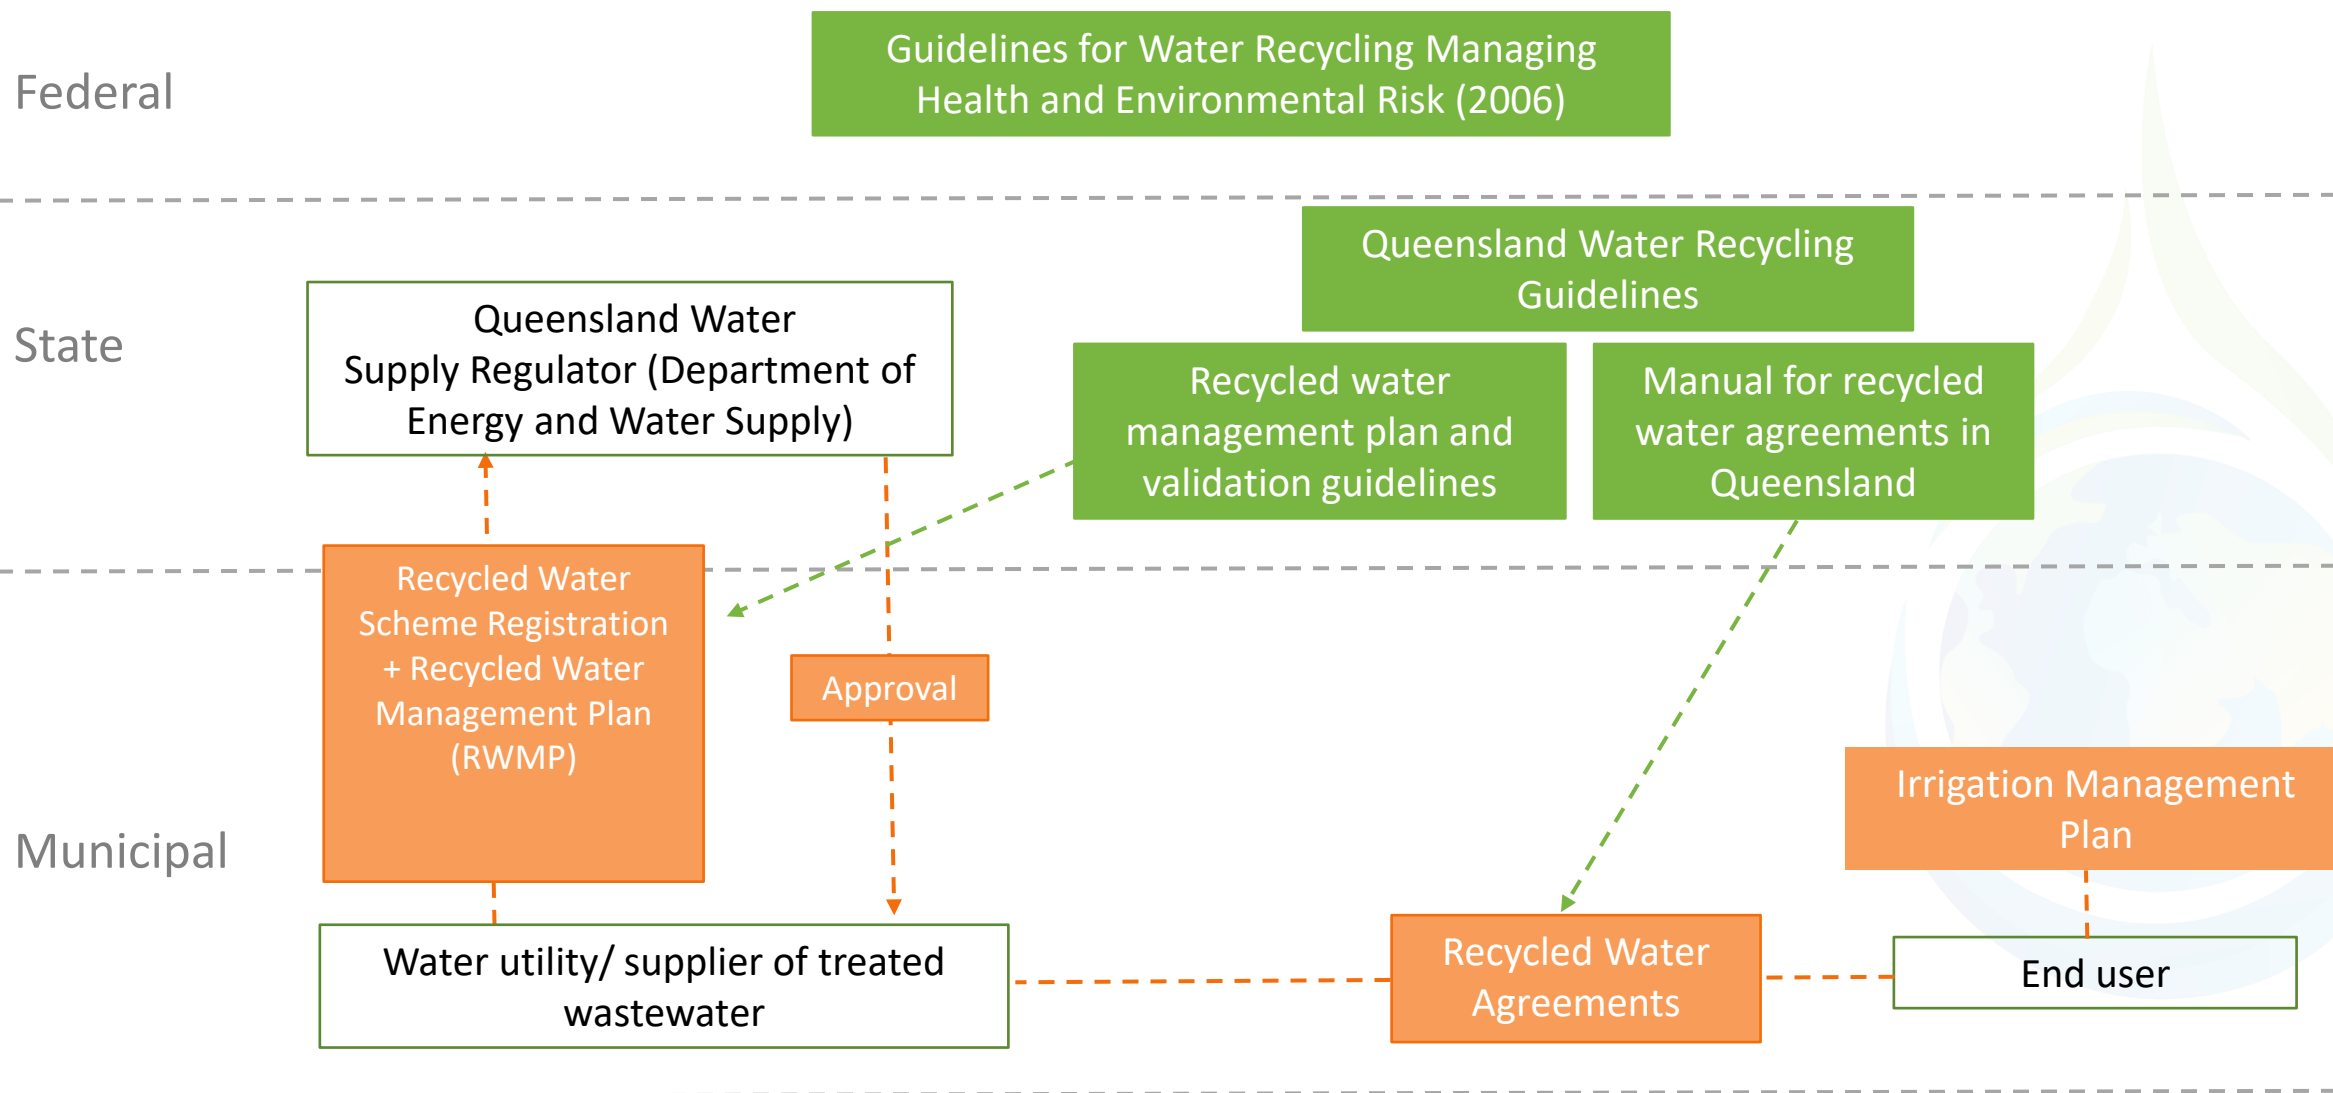 Federal
Guidelines for Water Recycling Managing
Health and Environmental Risk (2006)
State
Queensland Water
Supply Regulator (Department of
Energy and Water Supply)
Queensland Water Recycling
Guidelines
Recycled water
management plan and
validation guidelines
Manual for recycled
water agreements in
Queensland
Municipal
Recycled Water
Scheme Registration
+ Recycled Water
Management Plan
(RWMP)
Approval
Irrigation Management
Plan
Water utility/ supplier of treated
wastewater
Recycled Water
Agreements
End user